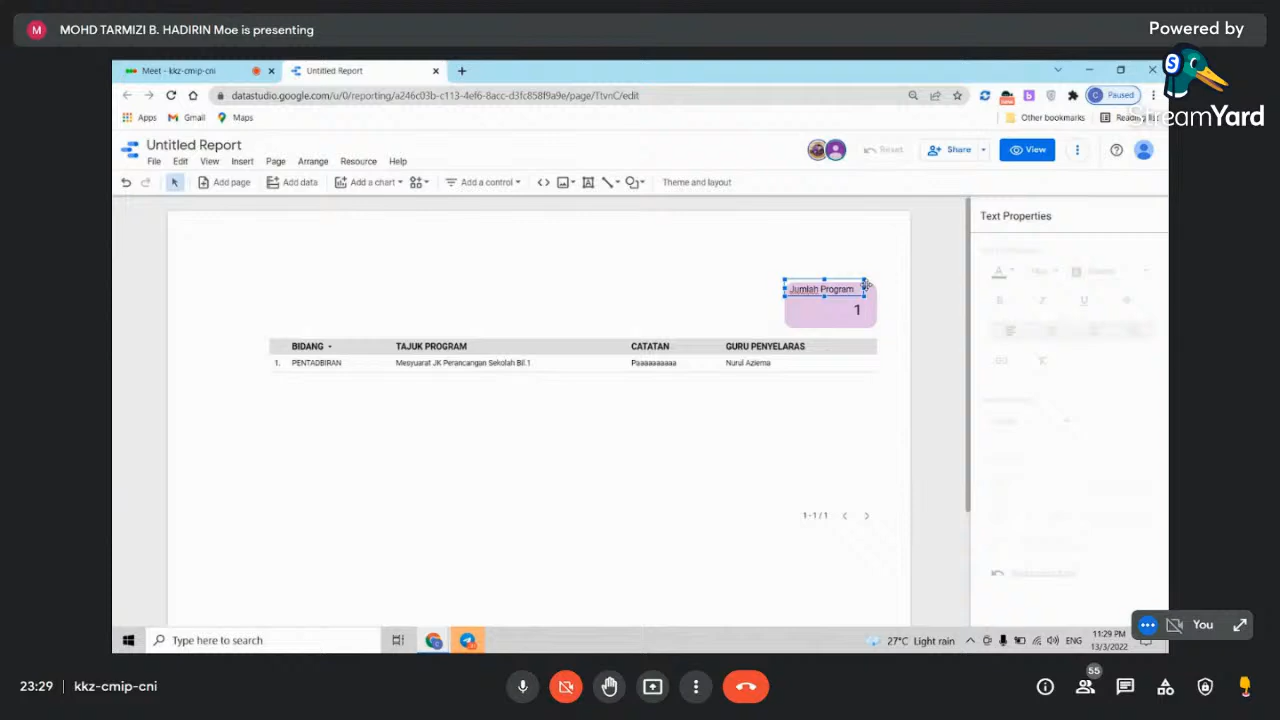 M MOHD TARMIZI B. HADIRIN Moe is presenting
Powered by
StreamYard
Meet - kkz-cmip-cni
Untitled Report
datastudio.google.com/u/0/reporting/a246c03b-c113-4ef6-8acc-d3fc858f9a9e/page/TtvnC/edit
C Paused
Apps Gmail Maps
Other bookmarks
Untitled Report
Reset Share View
File Edit View Insert Page Arrange Resource Help
Add page Add data Add a chart Add a control Theme and layout
Text Properties
Jumlah Program
1
BIDANG TAJUK PROGRAM CATATAN GURU PENYELARAS
1. PENTADBIRAN Mesyuarat JK Perancangan Sekolah Bil.1 Paaaaaaaaa Nurul Aziema
1 - 1 / 1
You
Type here to search
27°C Light rain
ENG
11:29 PM
13/3/2022
23:29 | kkz-cmip-cni
55